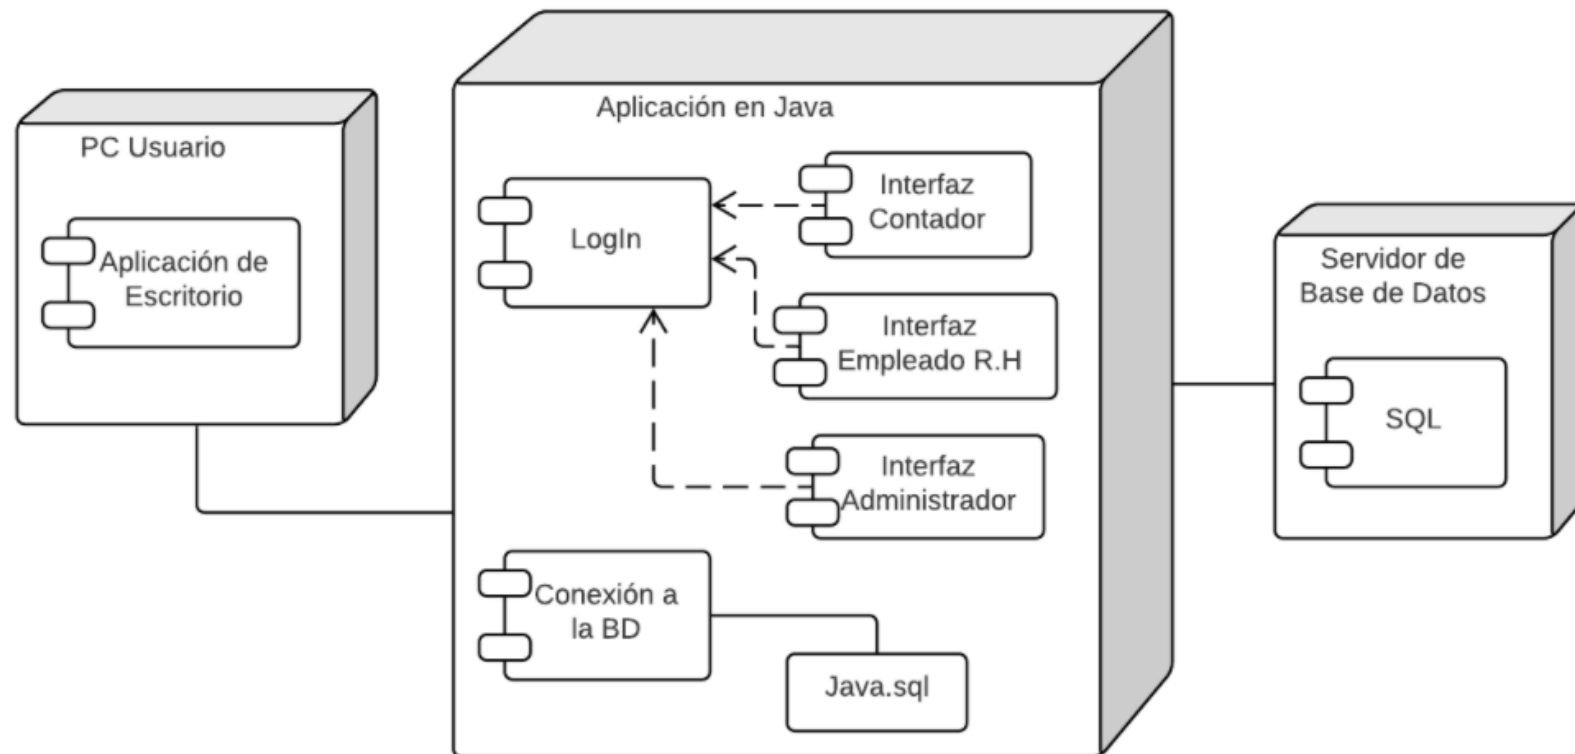 PC Usuario
Aplicación de
Escritorio
Aplicación en Java
LogIn
Interfaz
Contador
Interfaz
Empleado R.H
Interfaz
Administrador
Conexión a
la BD
Java.sql
Servidor de
Base de Datos
SQL